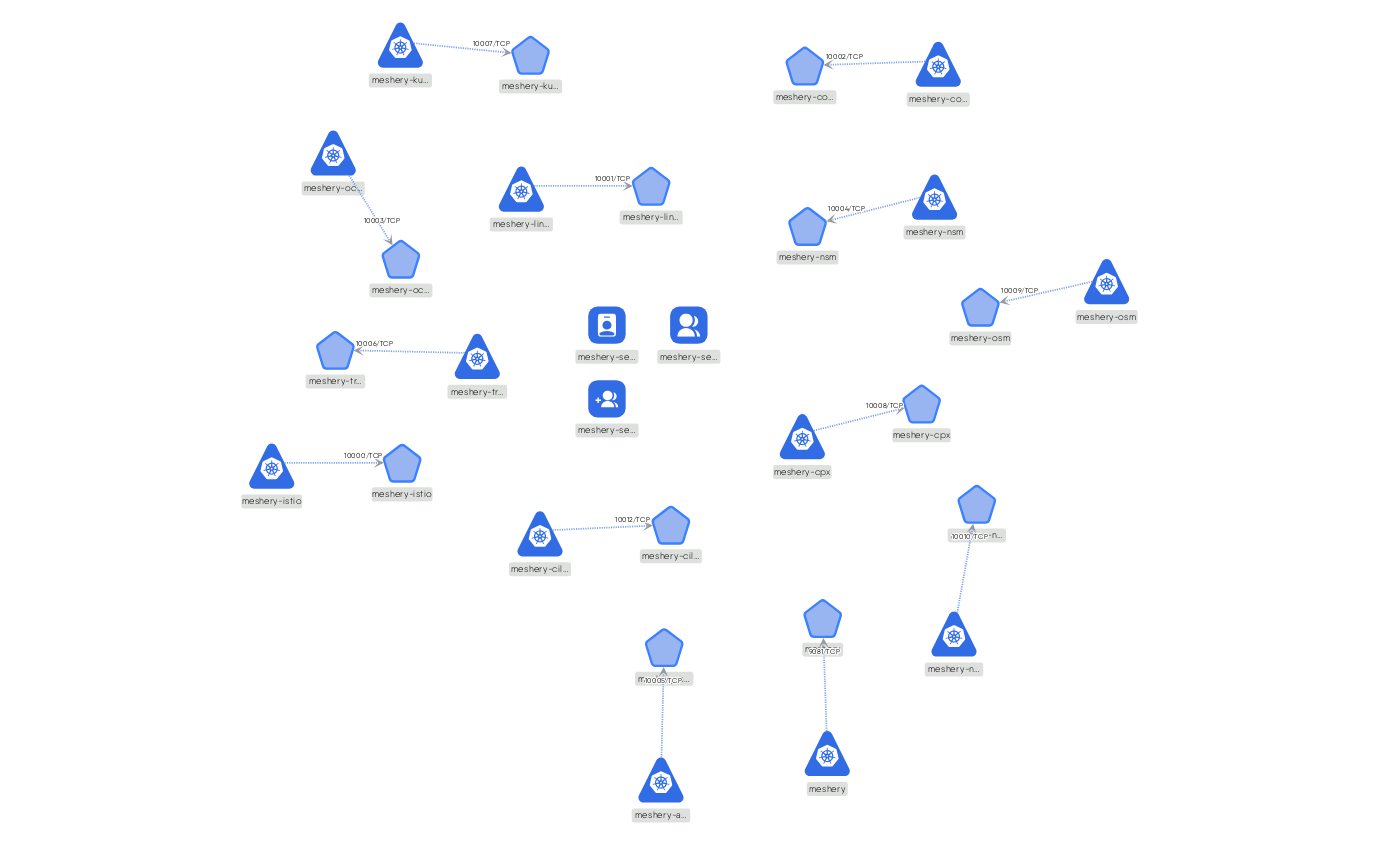 10007/TCP
meshery-ku...
meshery-ku...
10002/TCP
meshery-co...
meshery-co...
meshery-oc...
10003/TCP
meshery-oc...
10001/TCP
meshery-lin...
meshery-lin...
10004/TCP
meshery-nsm
meshery-nsm
10009/TCP
meshery-osm
meshery-osm
10006/TCP
meshery-tr...
meshery-tr...
meshery-se...
meshery-se...
meshery-se...
10008/TCP
meshery-cpx
meshery-cpx
10000/TCP
meshery-istio
meshery-istio
10012/TCP
meshery-cil...
meshery-cil...
10010/TCP
meshery-n...
9081/TCP
meshery
10005/TCP
meshery-a...